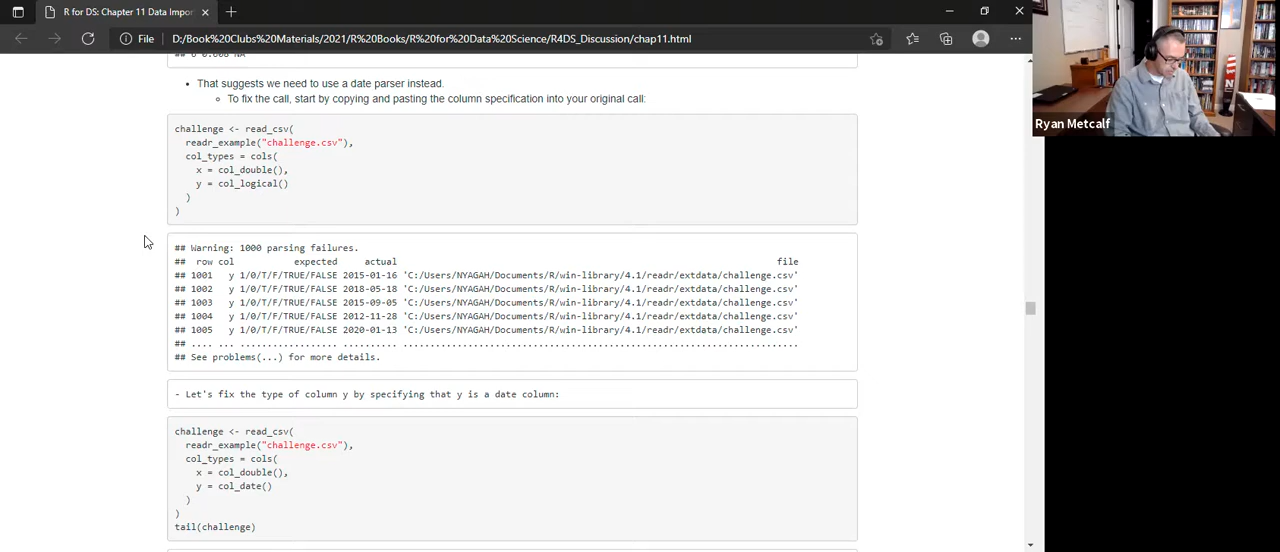 R for DS: Chapter 11 Data Impor
File
D:/Book%20Clubs%20Materials/2021/R%20Books/R%20for%20Data%20Science/R4DS_Discussion/chap11.html
Ryan Metcalf
## 6 0.668 NA
• That suggests we need to use a date parser instead.
◦ To fix the call, start by copying and pasting the column specification into your original call:
challenge <- read_csv(
readr_example("challenge.csv"),
col_types = cols(
x = col_double(),
y = col_logical()
)
)
## Warning: 1000 parsing failures.
## row col expected actual file
## 1001 y 1/0/T/F/TRUE/FALSE 2015-01-16 'C:/Users/NYAGAH/Documents/R/win-library/4.1/readr/extdata/challenge.csv'
## 1002 y 1/0/T/F/TRUE/FALSE 2018-05-18 'C:/Users/NYAGAH/Documents/R/win-library/4.1/readr/extdata/challenge.csv'
## 1003 y 1/0/T/F/TRUE/FALSE 2015-09-05 'C:/Users/NYAGAH/Documents/R/win-library/4.1/readr/extdata/challenge.csv'
## 1004 y 1/0/T/F/TRUE/FALSE 2012-11-28 'C:/Users/NYAGAH/Documents/R/win-library/4.1/readr/extdata/challenge.csv'
## 1005 y 1/0/T/F/TRUE/FALSE 2020-01-13 'C:/Users/NYAGAH/Documents/R/win-library/4.1/readr/extdata/challenge.csv'
## .... ... .................. .......... ...........................................................................
## See problems(...) for more details.
- Let's fix the type of column y by specifying that y is a date column:
challenge <- read_csv(
readr_example("challenge.csv"),
col_types = cols(
x = col_double(),
y = col_date()
)
)
tail(challenge)